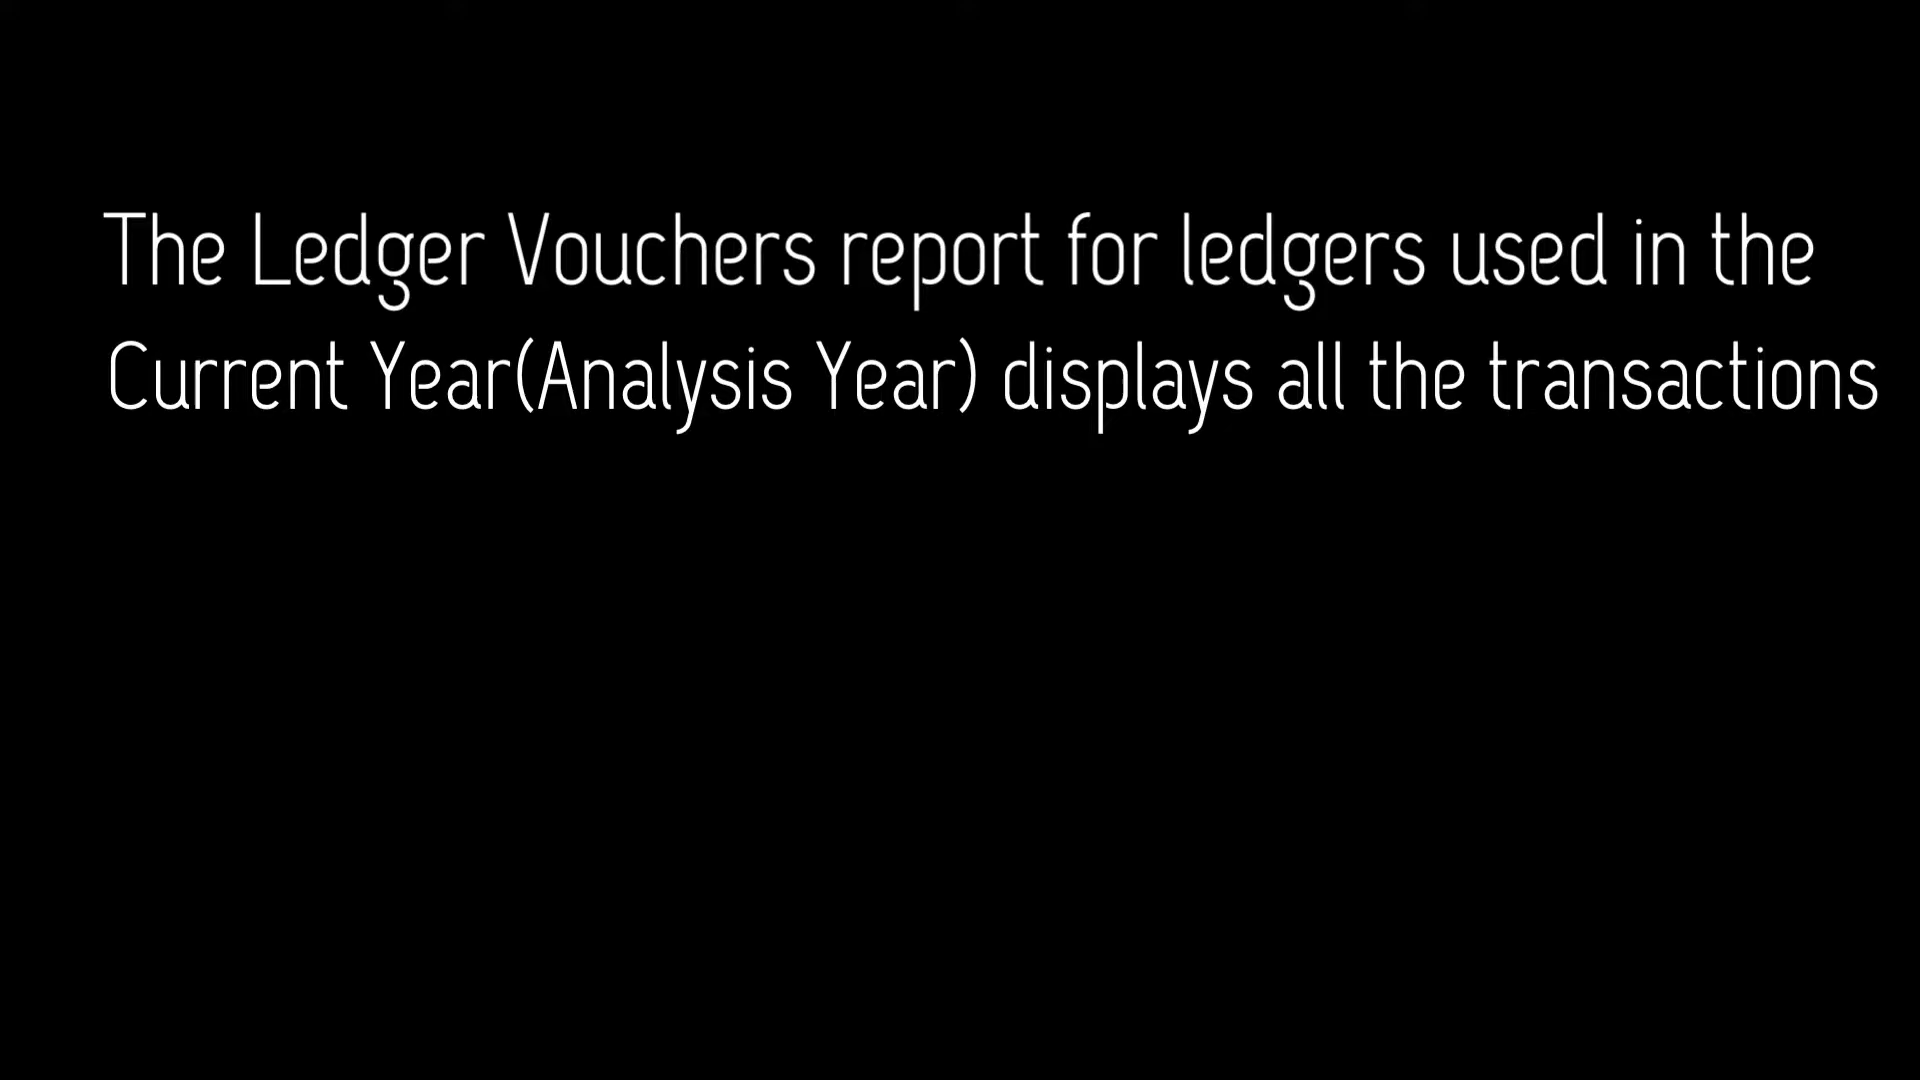 The Ledger Vouchers report for ledgers used in the
Current Year(Analysis Year) displays all the transactions